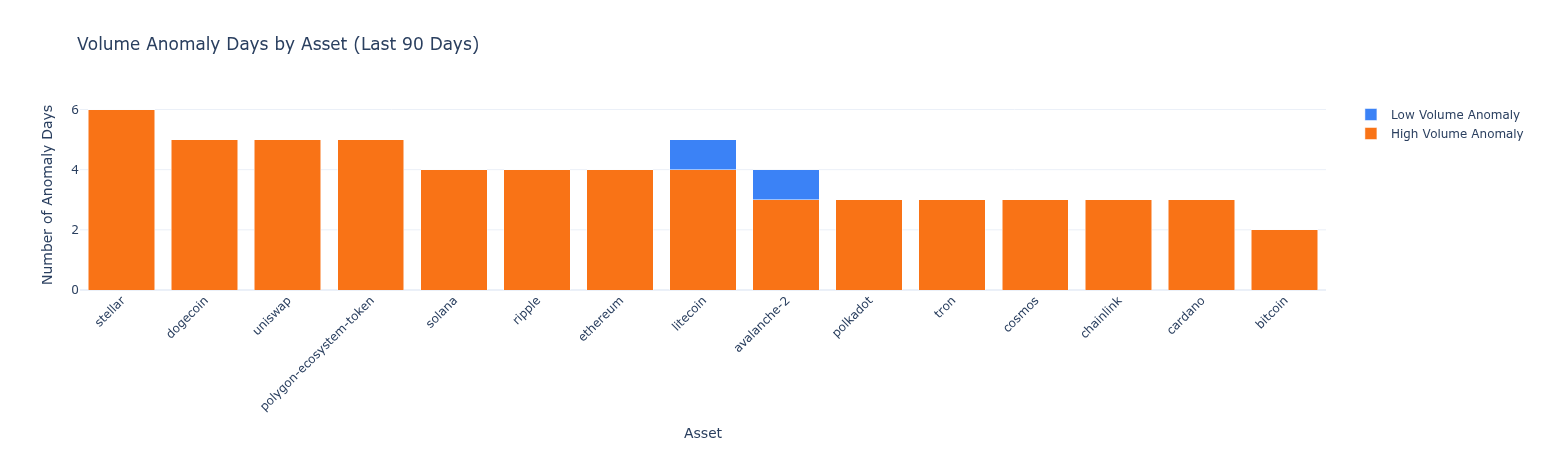 Volume Anomaly Days by Asset (Last 90 Days)
Number of Anomaly Days
6
4
2
0
stellar
dogecoin
uniswap
polygon-ecosystem-token
solana
ripple
ethereum
litecoin
avalanche-2
polkadot
tron
cosmos
chainlink
cardano
bitcoin
Asset
Low Volume Anomaly
High Volume Anomaly